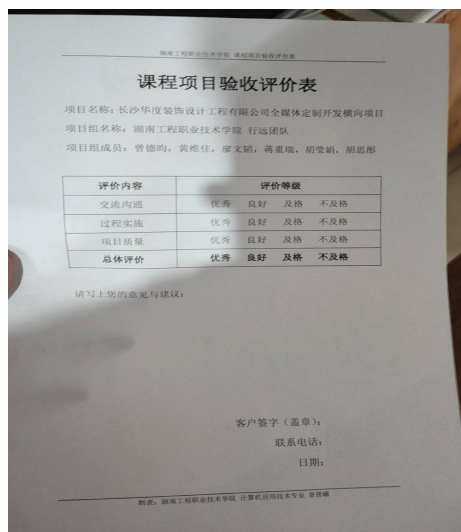 湖南工程职业技术学院 课程项目验收评价表
课程项目验收评价表
项目名称：长沙华度装饰设计工程有限公司全媒体定制开发横向项目
项目组名称：湖南工程职业技术学院 行远团队
项目组成员：曾德昀，黄维佳，廖文韬，蒋重瑞，胡莹娟，胡思彤
评价内容 评价等级
交流沟通 优秀 良好 及格 不及格
过程实施 优秀 良好 及格 不及格
项目质量 优秀 良好 及格 不及格
总体评价 优秀 良好 及格 不及格
请写上您的意见与建议：
客户签字（盖章）：
联系电话：
日期：
制表：湖南工程职业技术学院 计算机应用技术专业